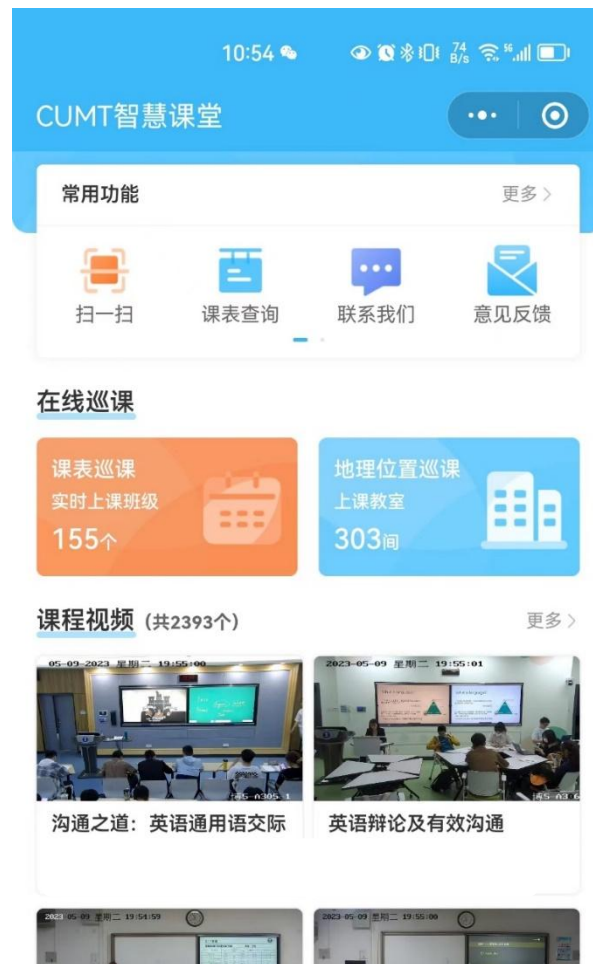 10:54
74
B/s
5G
CUMT智慧课堂
常用功能
更多
扫一扫
课表查询
联系我们
意见反馈
在线巡课
课表巡课
实时上课班级
155个
地理位置巡课
上课教室
303间
课程视频（共2393个）
更多
05-09-2023 星期二 19:55:00
2023-05-09 星期二 19:55:01
博5-A305-1
沟通之道：英语通用语交际
英语辩论及有效沟通
2023-05-09 星期二 19:54:59
2023-05-09 星期二 19:55:00